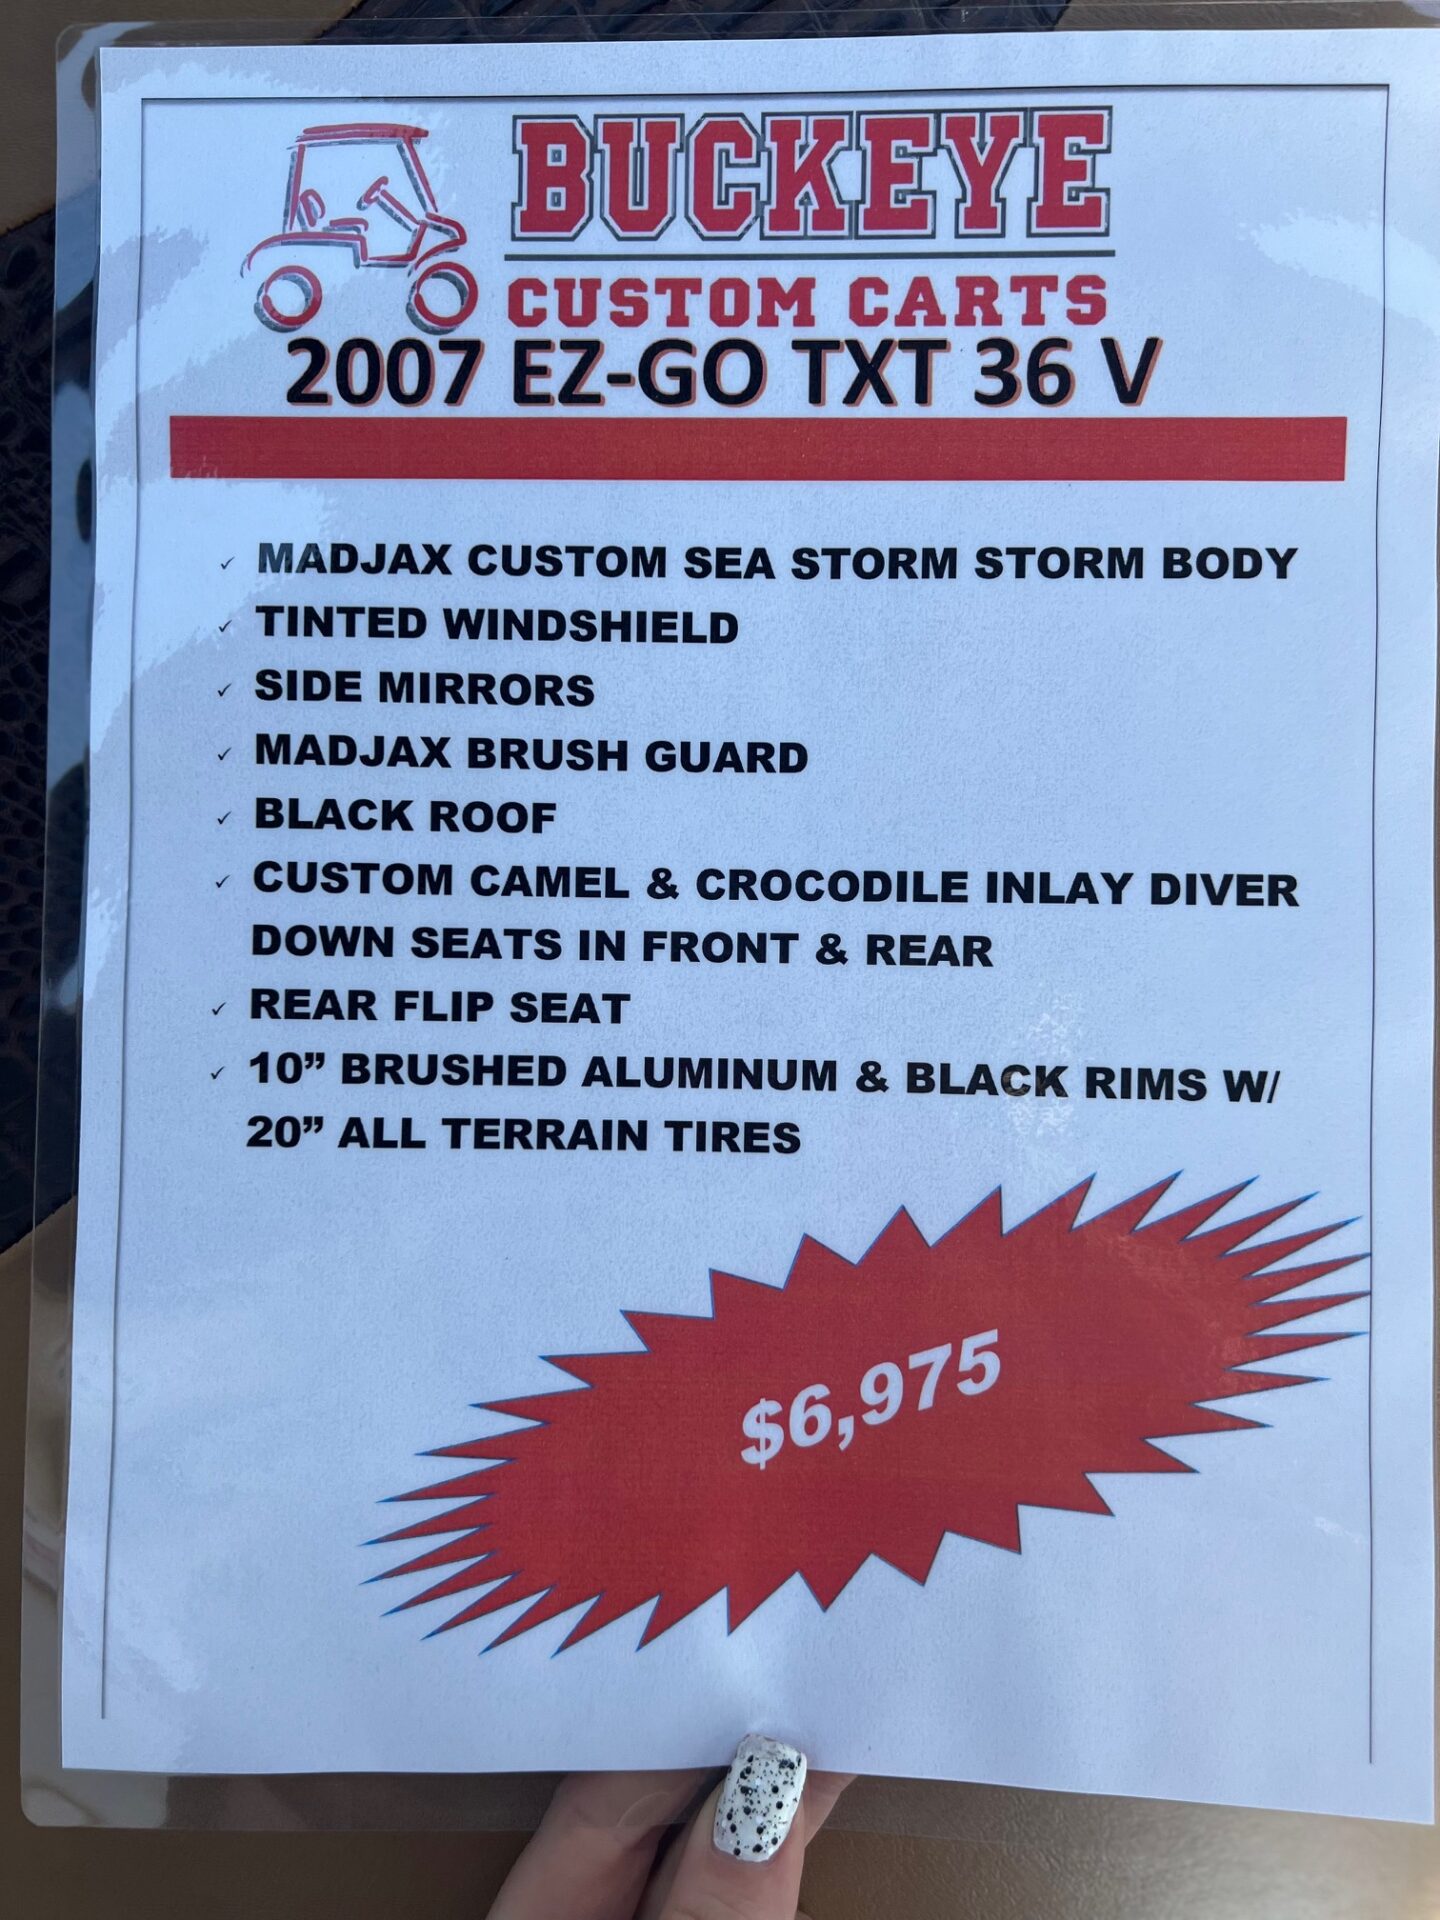 BUCKEYE
CUSTOM CARTS
2007 EZ-GO TXT 36 V
✓ MADJAX CUSTOM SEA STORM STORM BODY
✓ TINTED WINDSHIELD
✓ SIDE MIRRORS
✓ MADJAX BRUSH GUARD
✓ BLACK ROOF
✓ CUSTOM CAMEL & CROCODILE INLAY DIVER
DOWN SEATS IN FRONT & REAR
✓ REAR FLIP SEAT
✓ 10” BRUSHED ALUMINUM & BLACK RIMS W/
20” ALL TERRAIN TIRES
$6,975